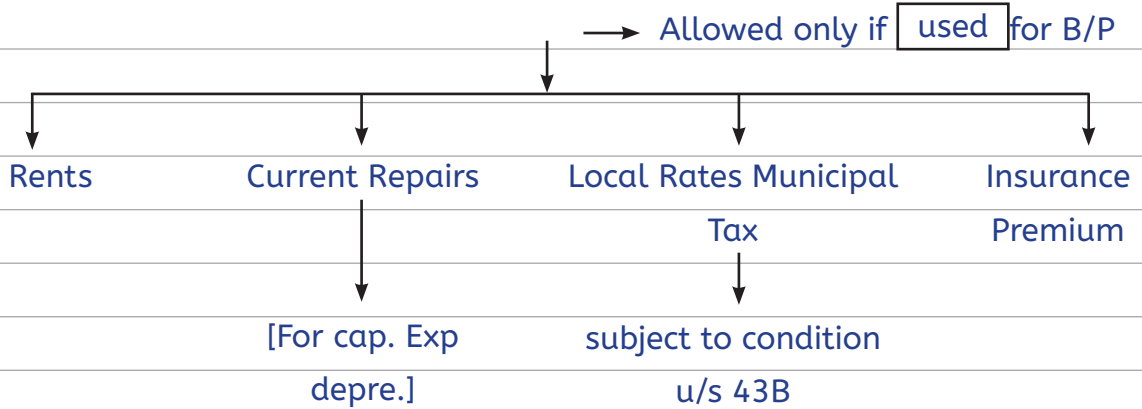 Allowed only if used for B/P
Rents Current Repairs Local Rates Municipal Insurance
Tax Premium
[For cap. Exp subject to condition
depre.] u/s 43B